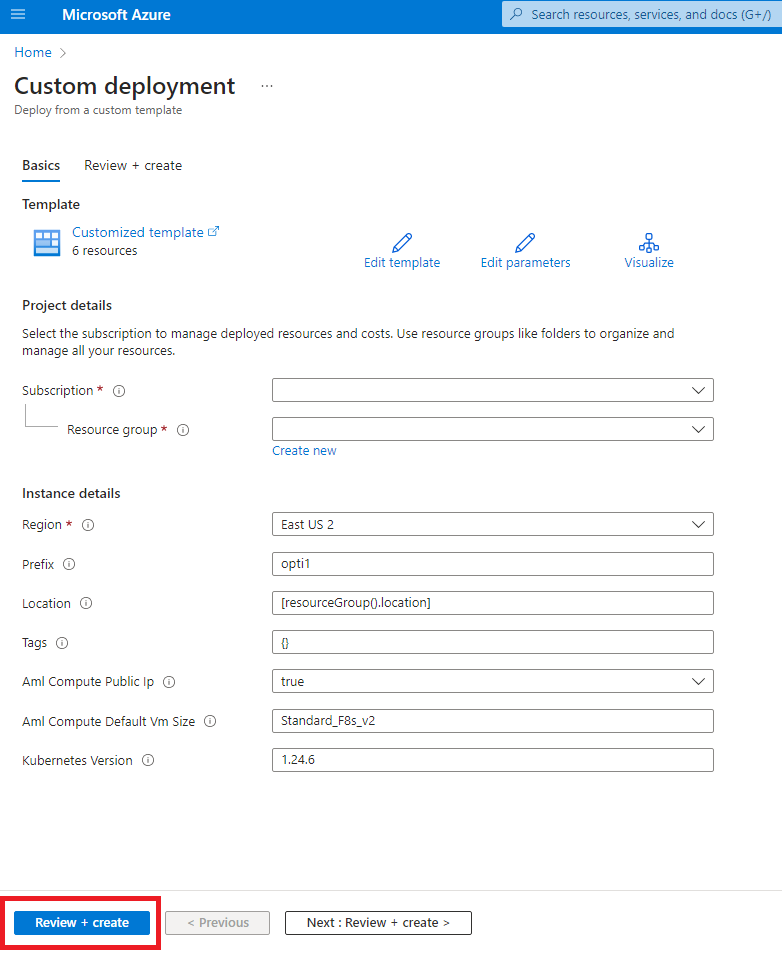 Microsoft Azure
Search resources, services, and docs (G+/)
Home
Custom deployment
...
Deploy from a custom template
Basics
Review + create
Template
Customized template
6 resources
Edit template
Edit parameters
Visualize
Project details
Select the subscription to manage deployed resources and costs. Use resource groups like folders to organize and
manage all your resources.
Subscription *
Resource group *
Create new
Instance details
Region *
East US 2
Prefix
opti1
Location
[resourceGroup().location]
Tags
{}
Aml Compute Public Ip
true
Aml Compute Default Vm Size
Standard_F8s_v2
Kubernetes Version
1.24.6
Review + create
< Previous
Next : Review + create >